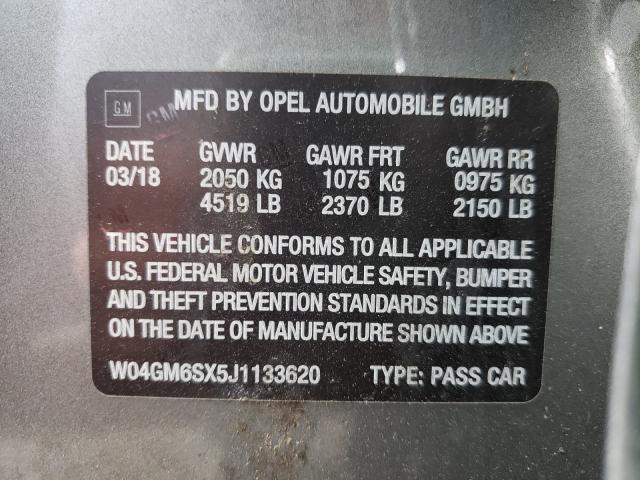 GM MFD BY OPEL AUTOMOBILE GMBH
DATE GVWR GAWR FRT GAWR RR
03/18 2050 KG 1075 KG 0975 KG
4519 LB 2370 LB 2150 LB
THIS VEHICLE CONFORMS TO ALL APPLICABLE
U.S. FEDERAL MOTOR VEHICLE SAFETY, BUMPER
AND THEFT PREVENTION STANDARDS IN EFFECT
ON THE DATE OF MANUFACTURE SHOWN ABOVE
W04GM6SX5J1133620 TYPE: PASS CAR